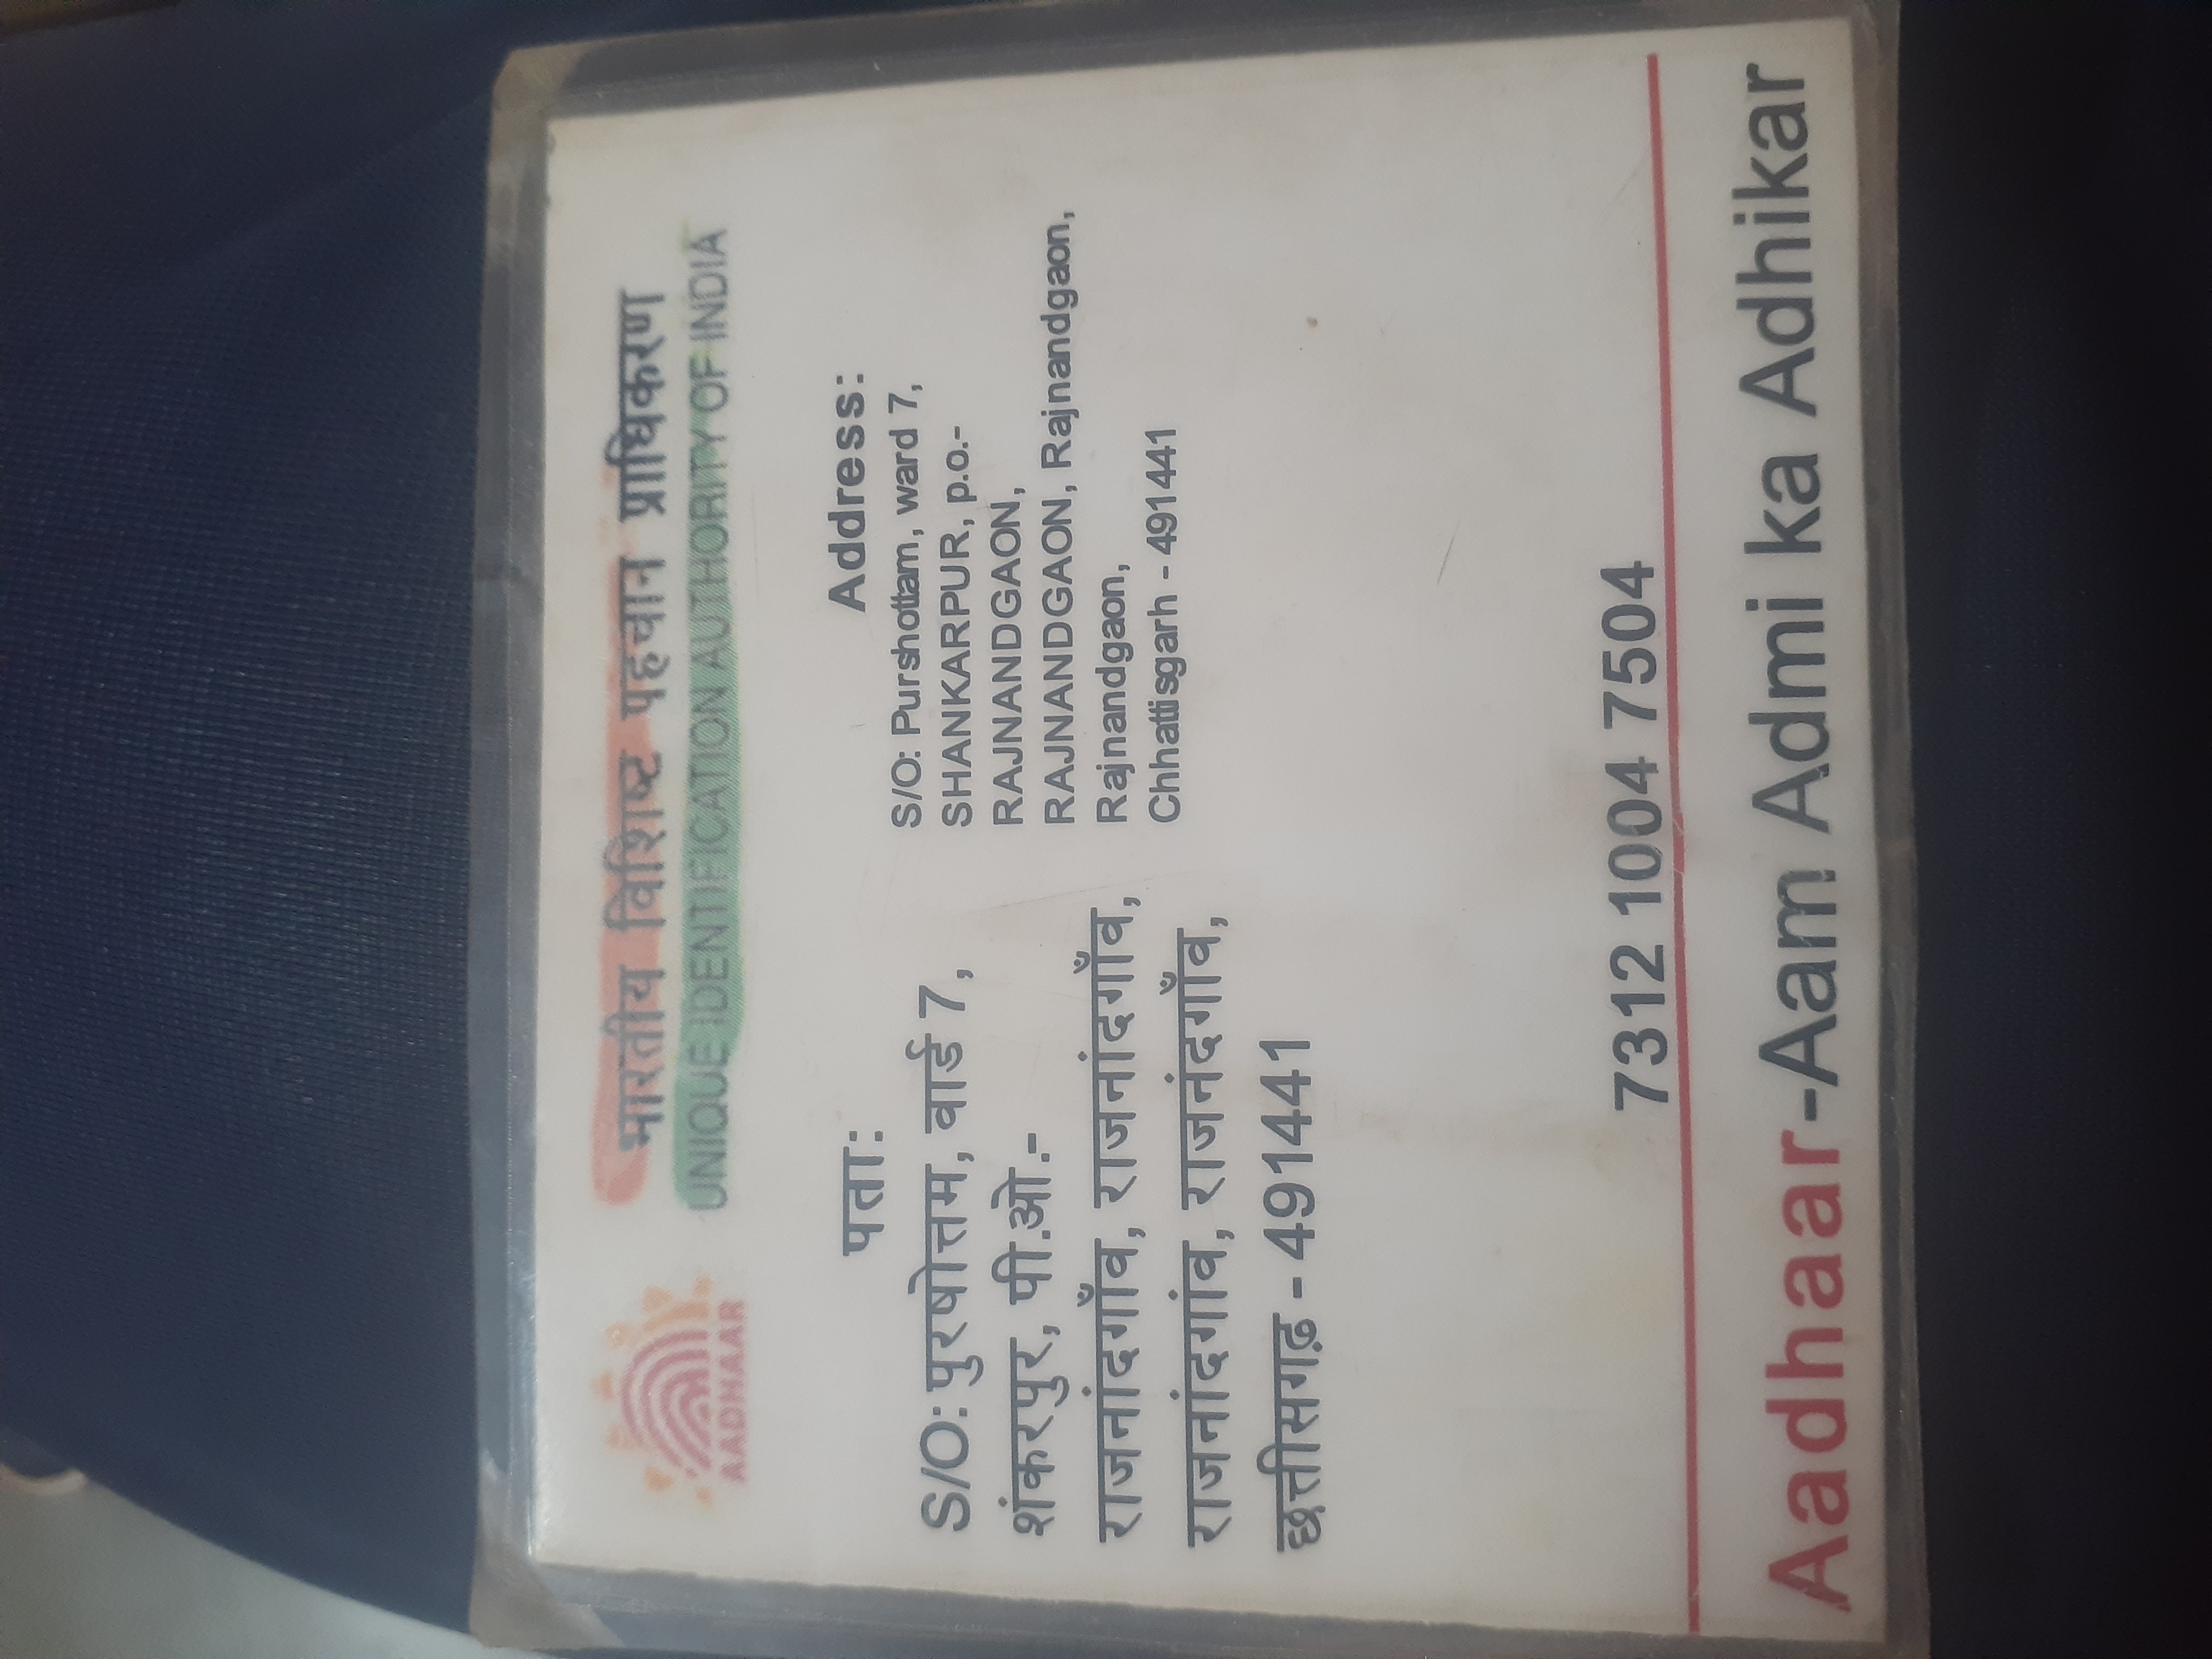 भारतीय विशिष्ट पहचान प्राधिकरण
UNIQUE IDENTIFICATION AUTHORITY OF INDIA
AADHAAR
पता:
S/O: पुरषोत्तम, वार्ड 7,
शंकरपुर, पी.ओ.-
राजनांदगाँव, राजनांदगाँव,
राजनांदगांव, राजनंदगाँव,
छत्तीसगढ़ - 491441
Address:
S/O: Purshottam, ward 7,
SHANKARPUR, p.o.-
RAJNANDGAON,
RAJNANDGAON, Rajnandgaon,
Rajnandgaon,
Chhattisgarh - 491441
7312 1004 7504
Aadhaar-Aam Admi ka Adhikar